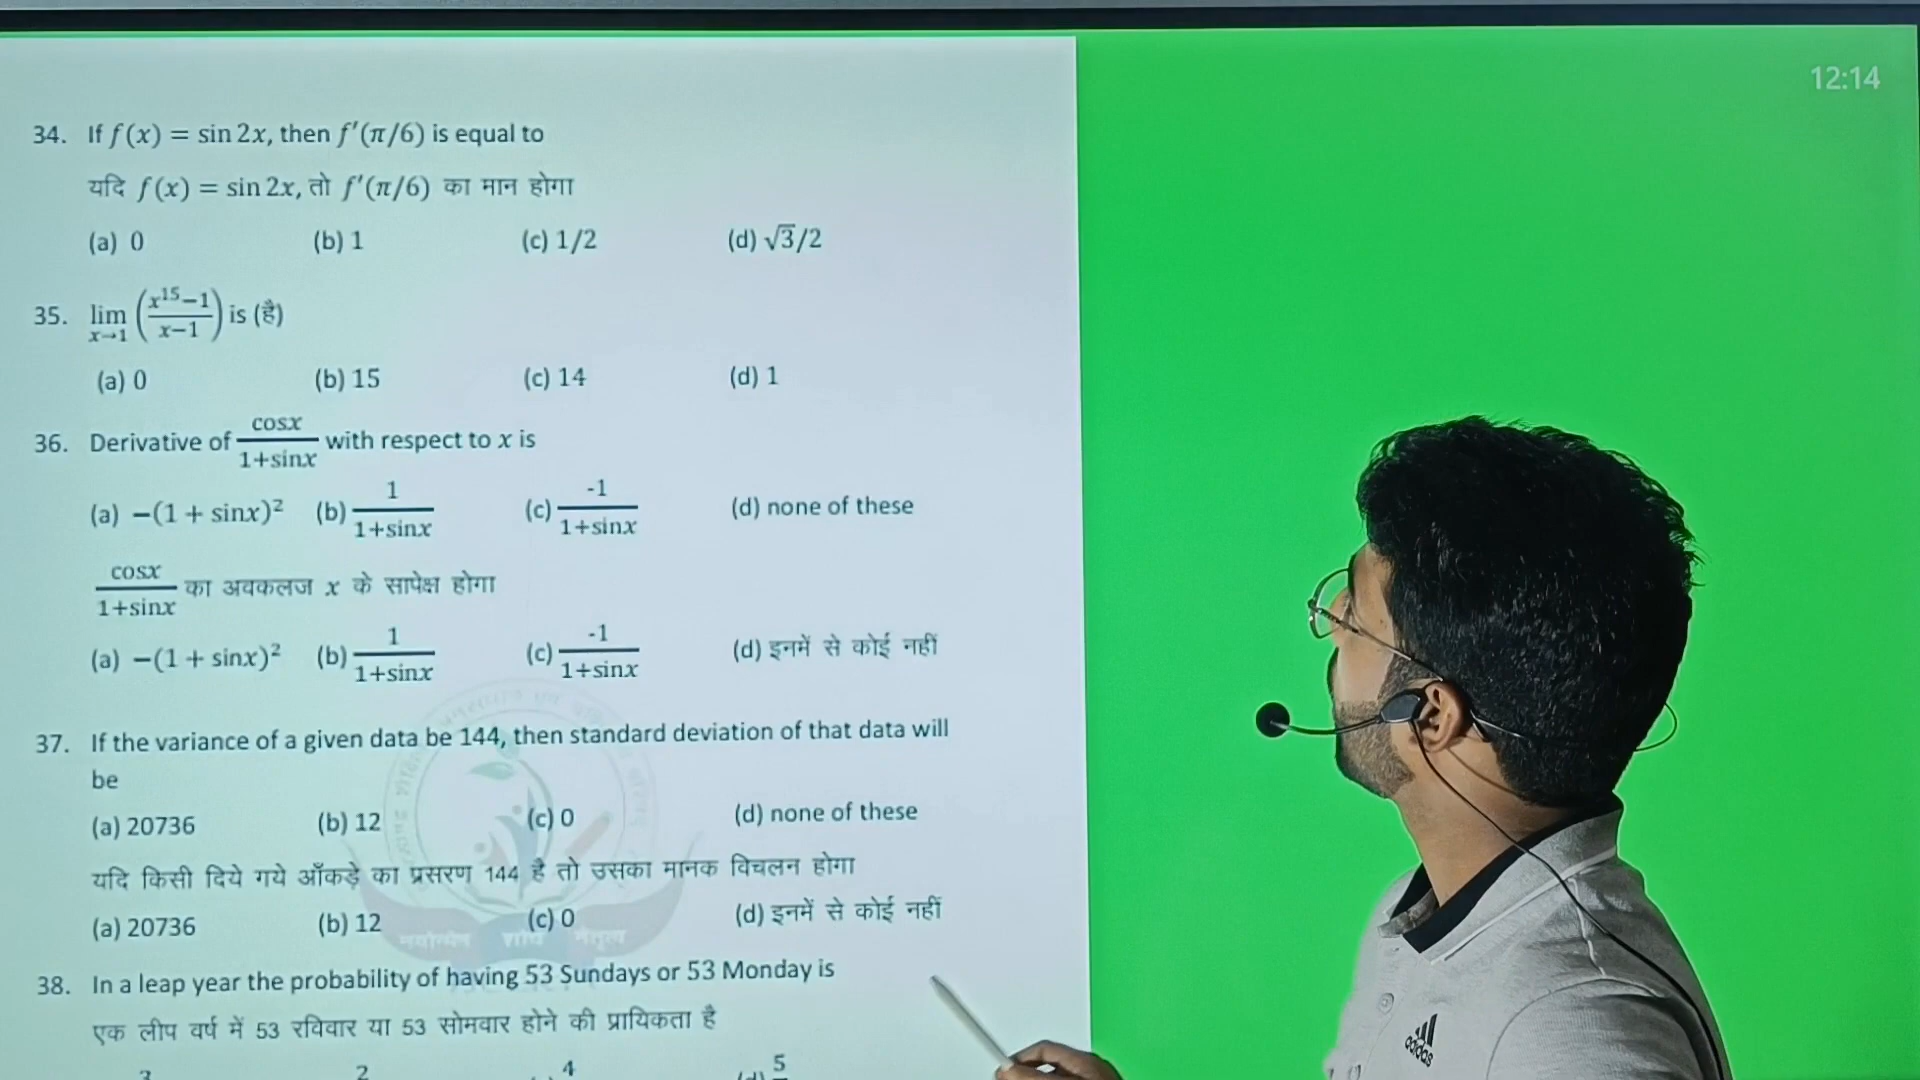 12:14
34. If f(x) = sin 2x, then f′(π/6) is equal to
यदि f(x) = sin 2x, तो f′(π/6) का मान होगा
(a) 0 (b) 1 (c) 1/2 (d) √3/2
35. lim x→1 ((x¹⁵−1)/(x−1)) is (है)
(a) 0 (b) 15 (c) 14 (d) 1
36. Derivative of cosx/(1+sinx) with respect to x is
(a) −(1 + sinx)² (b) 1/(1+sinx) (c) -1/(1+sinx) (d) none of these
cosx/(1+sinx) का अवकलज x के सापेक्ष होगा
(a) −(1 + sinx)² (b) 1/(1+sinx) (c) -1/(1+sinx) (d) इनमें से कोई नहीं
37. If the variance of a given data be 144, then standard deviation of that data will
be
(a) 20736 (b) 12 (c) 0 (d) none of these
यदि किसी दिये गये आँकड़े का प्रसरण 144 है तो उसका मानक विचलन होगा
(a) 20736 (b) 12 (c) 0 (d) इनमें से कोई नहीं
38. In a leap year the probability of having 53 Sundays or 53 Monday is
एक लीप वर्ष में 53 रविवार या 53 सोमवार होने की प्रायिकता है
2 4 5
adidas